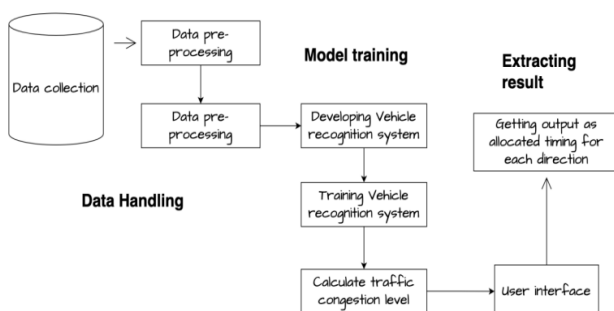 Data collection
Data pre-
processing
Data pre-
processing
Data Handling
Model training
Developing Vehicle
recognition system
Training Vehicle
recognition system
Calculate traffic
congestion level
User interface
Extracting
result
Getting output as
allocated timing for
each direction